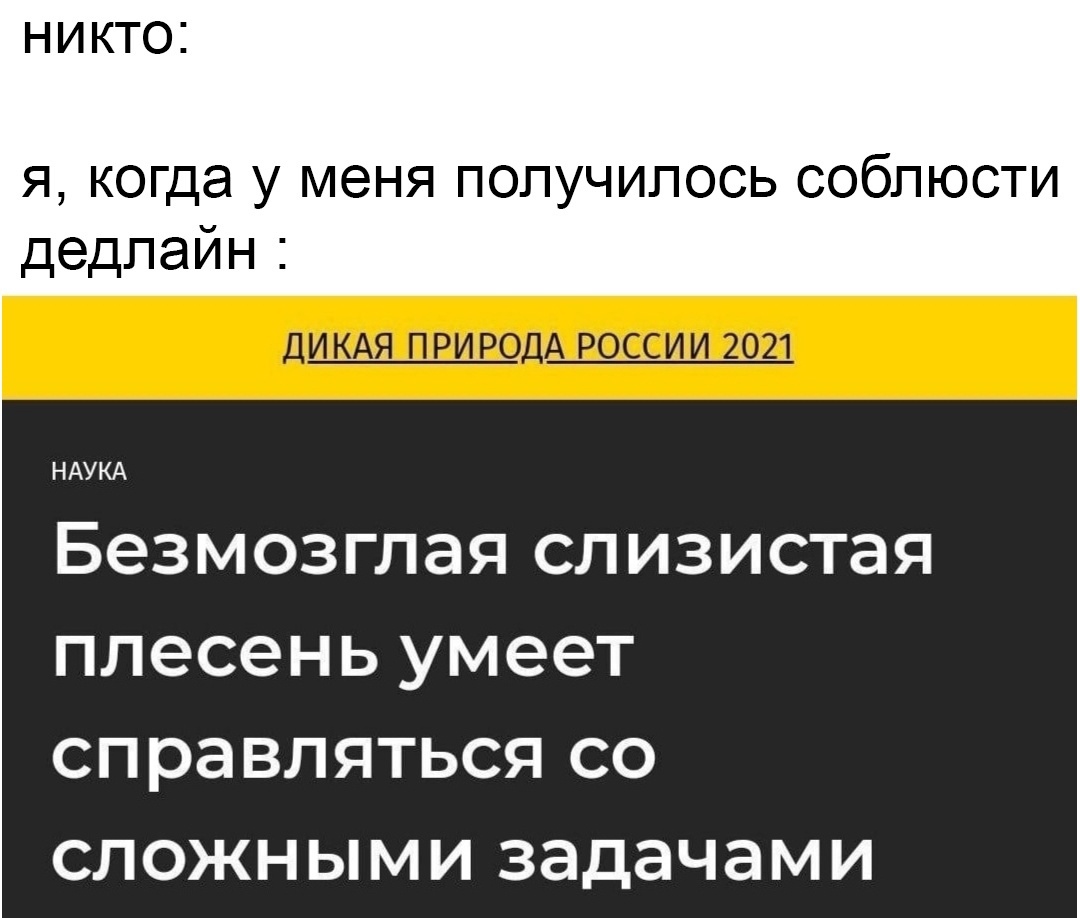 никто:
я, когда у меня получилось соблюсти
дедлайн :
ДИКАЯ ПРИРОДА РОССИИ 2021
НАУКА
Безмозглая слизистая
плесень умеет
справляться со
сложными задачами